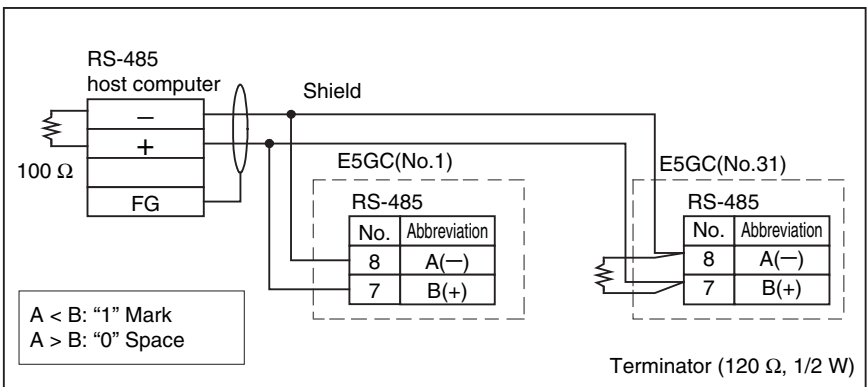 RS-485
host computer
Shield
−
+
100 Ω
FG
E5GC(No.1)
RS-485
No. Abbreviation
8 A(−)
7 B(+)
E5GC(No.31)
RS-485
No. Abbreviation
8 A(−)
7 B(+)
A < B: “1” Mark
A > B: “0” Space
Terminator (120 Ω, 1/2 W)